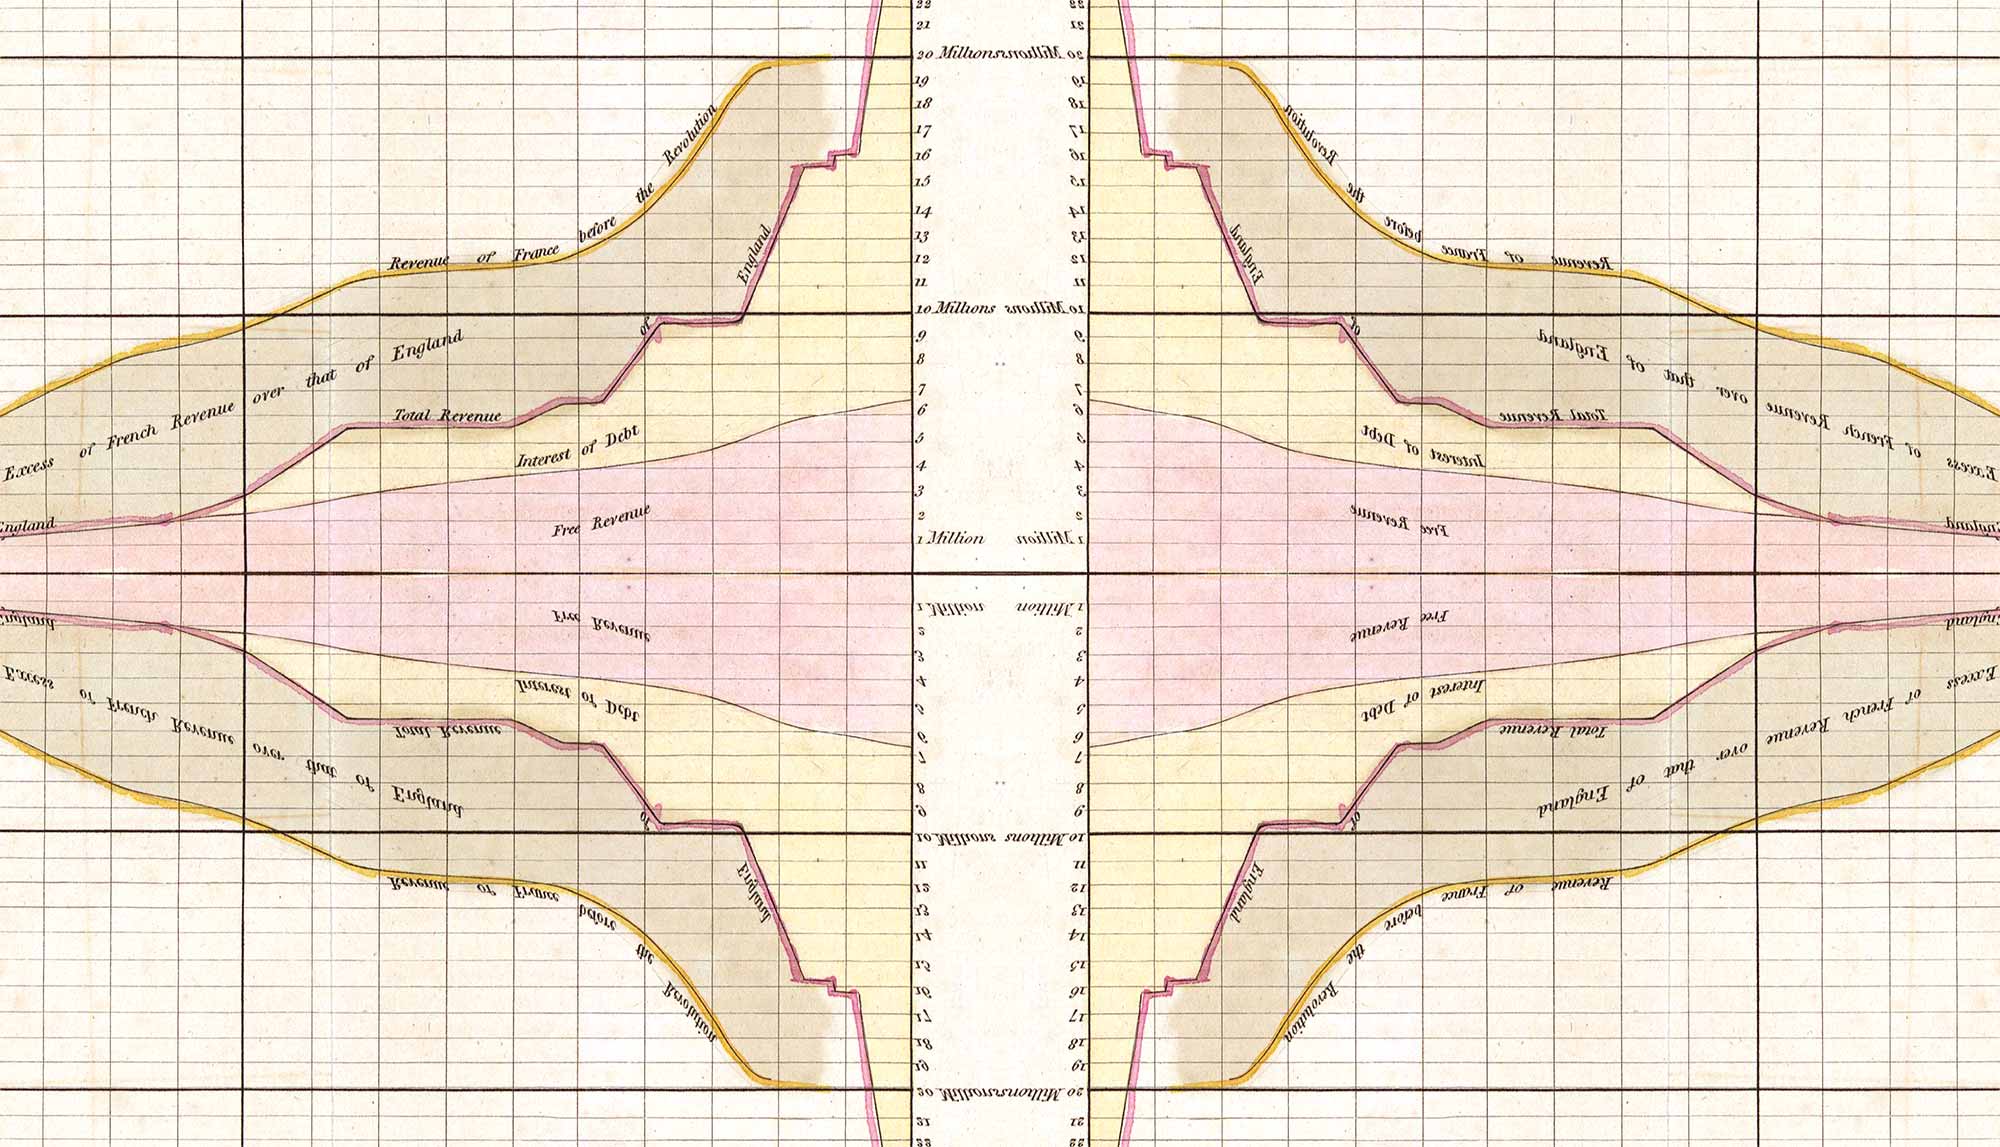 22
21
20 Millions
19
18
17
16
15
14
13
12
11
10 Millions
9
8
7
6
5
4
3
2
1 Million
Revenue of France before the Revolution
Excess of French Revenue over that of England
Total Revenue of England
Interest of Debt
Free Revenue
England
Free Revenue
Interest of Debt
Total Revenue of England
Excess of French Revenue over that of England
Revenue of France before the Revolution
England
1 Million
2
3
4
5
6
7
8
9
10 Millions
11
12
13
14
15
16
17
18
19
20 Millions
21
22